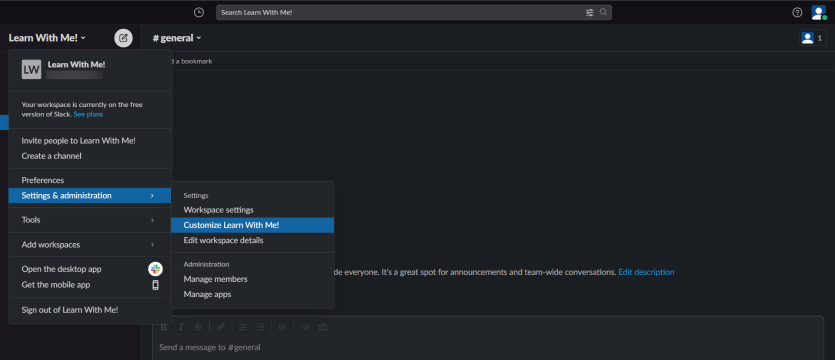 Search Learn With Me!
Learn With Me!
# general
1
LW
Learn With Me!
d a bookmark
Your workspace is currently on the free
version of Slack. See plans
Invite people to Learn With Me!
Create a channel
Preferences
Settings & administration
Tools
Add workspaces
Open the desktop app
Get the mobile app
Sign out of Learn With Me!
Settings
Workspace settings
Customize Learn With Me!
Edit workspace details
Administration
Manage members
Manage apps
de everyone. It's a great spot for announcements and team-wide conversations. Edit description
Send a message to #general